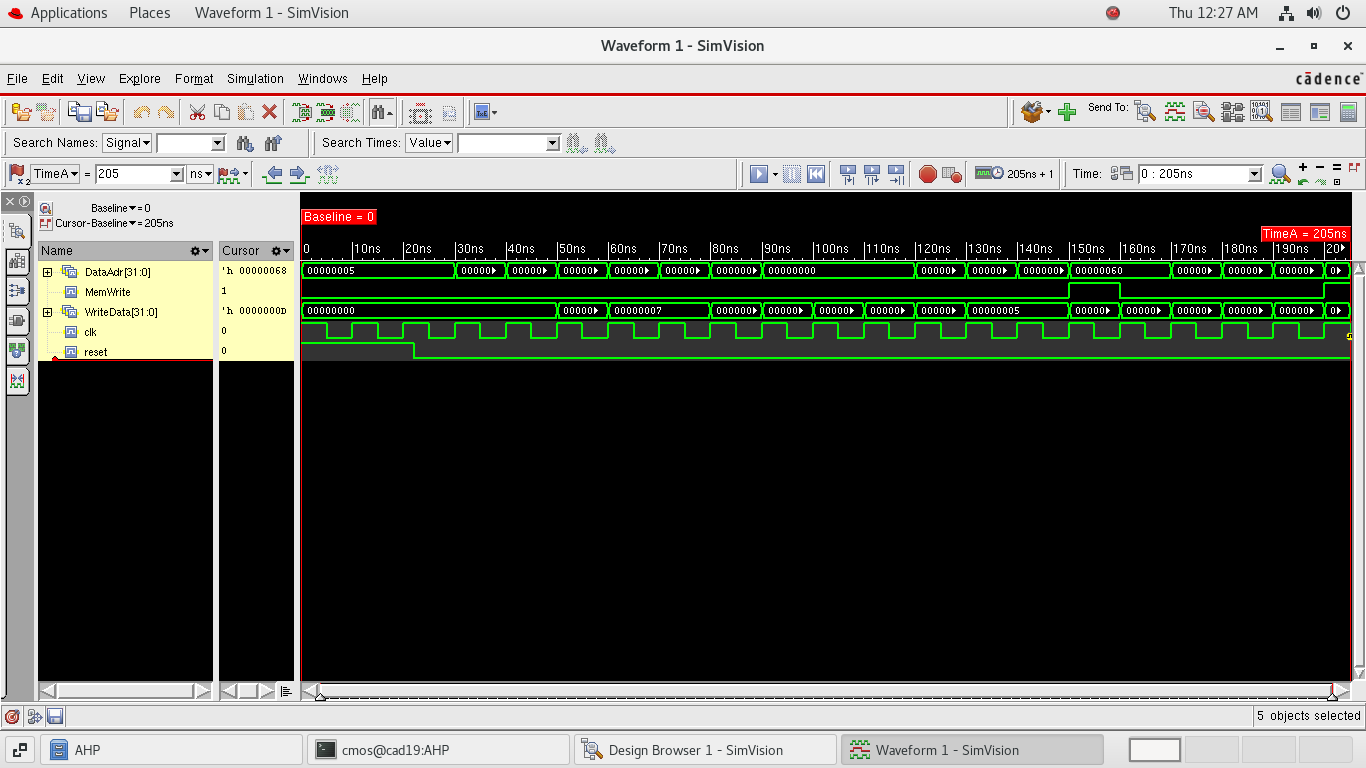 Applications Places Waveform 1 - SimVision Thu 12:27 AM
Waveform 1 - SimVision
File Edit View Explore Format Simulation Windows Help cādence
Send To:
Search Names: Signal Search Times: Value
x2 TimeA = 205 ns 205ns + 1 Time: 0 : 205ns
Baseline = 0
Cursor-Baseline = 205ns
Baseline = 0
TimeA = 205ns
Name Cursor 0 10ns 20ns 30ns 40ns 50ns 60ns 70ns 80ns 90ns 100ns 110ns 120ns 130ns 140ns 150ns 160ns 170ns 180ns 190ns 20
DataAdr[31:0] 'h 00000068 00000005 00000 00000 00000 00000 00000 000000 00000000 00000 00000 00000 00000060 00000 00000 00000 0
MemWrite 1
WriteData[31:0] 'h 0000000D 00000000 00000 00000007 00000 00000 00000 00000 00000 00000005 00000 00000 00000 00000 00000 0
clk 0
reset 0
5 objects selected
AHP cmos@cad19:AHP Design Browser 1 - SimVision Waveform 1 - SimVision